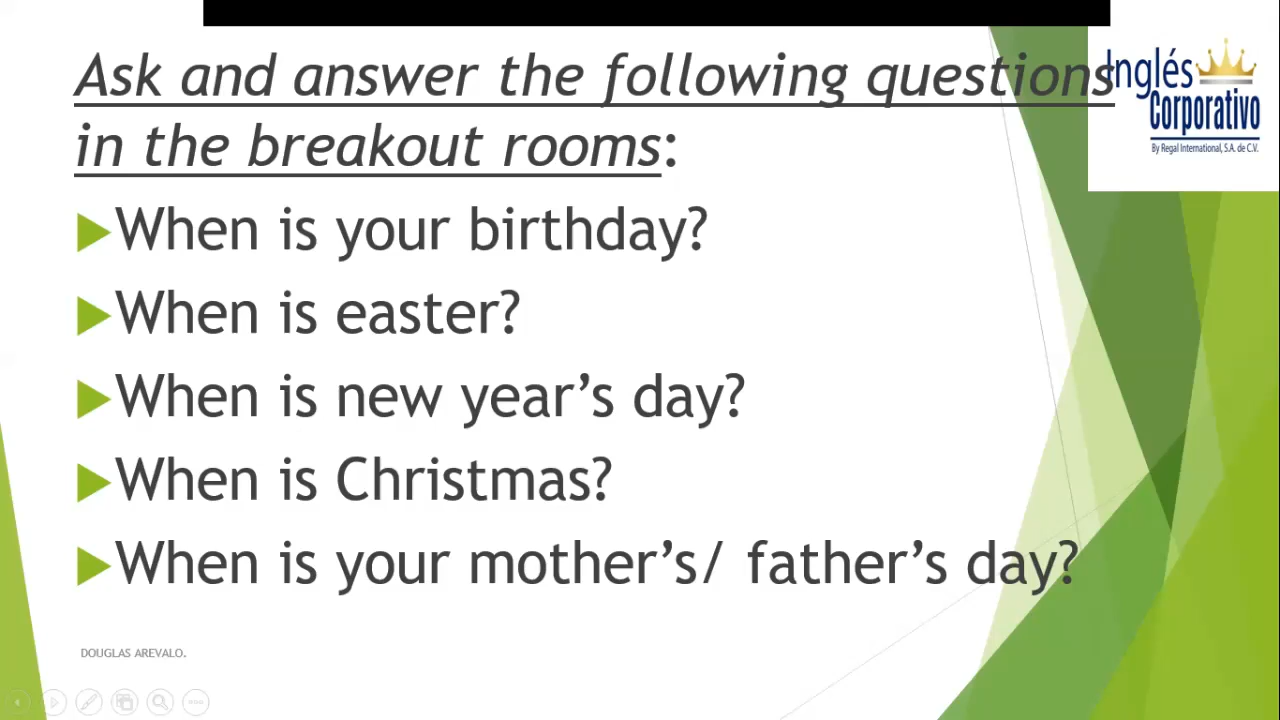 Ask and answer the following questions
in the breakout rooms:
When is your birthday?
When is easter?
When is new year’s day?
When is Christmas?
When is your mother’s/ father’s day?
DOUGLAS AREVALO.
Inglés
Corporativo
By Regal International, S.A. de C.V.